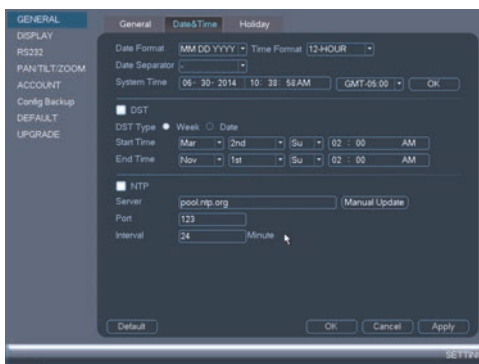 GENERAL
DISPLAY
RS232
PAN/TILT/ZOOM
ACCOUNT
Config Backup
DEFAULT
UPGRADE
General Date&Time Holiday
Date Format MM DD YYYY Time Format 12-HOUR
Date Separator -
System Time 06- 30- 2014 10: 38: 58 AM GMT-05:00 OK
DST
DST Type Week Date
Start Time Mar 2nd Su 02 : 00 AM
End Time Nov 1st Su 02 : 00 AM
NTP
Server pool.ntp.org Manual Update
Port 123
Interval 24 Minute
Default OK Cancel Apply
SETTIN